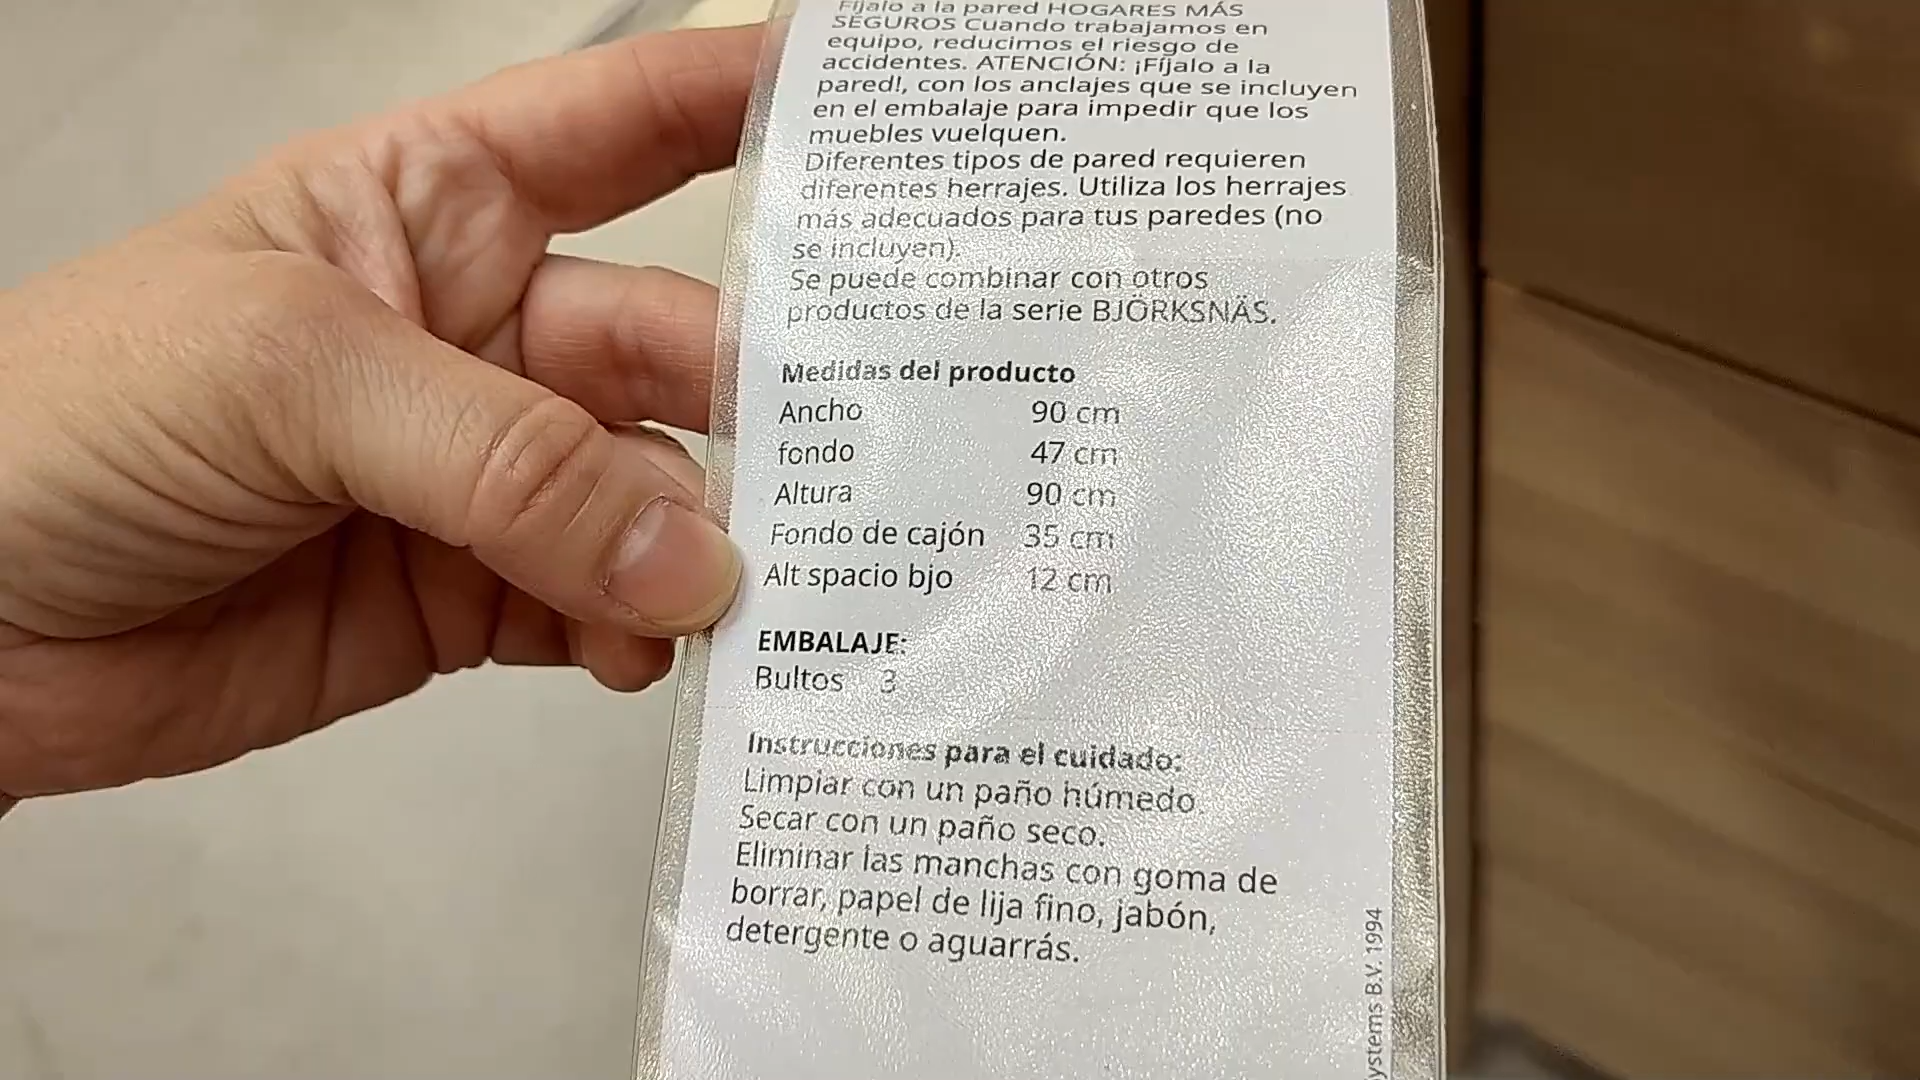 Fíjalo a la pared HOGARES MÁS
SEGUROS Cuando trabajamos en
equipo, reducimos el riesgo de
accidentes. ATENCIÓN: ¡Fíjalo a la
pared!, con los anclajes que se incluyen
en el embalaje para impedir que los
muebles vuelquen.
Diferentes tipos de pared requieren
diferentes herrajes. Utiliza los herrajes
más adecuados para tus paredes (no
se incluyen).
Se puede combinar con otros
productos de la serie BJÖRKSNÄS.
Medidas del producto
Ancho 90 cm
fondo 47 cm
Altura 90 cm
Fondo de cajón 35 cm
Alt spacio bjo 12 cm
EMBALAJE:
Bultos 3
Instrucciones para el cuidado:
Limpiar con un paño húmedo.
Secar con un paño seco.
Eliminar las manchas con goma de
borrar, papel de lija fino, jabón,
detergente o aguarrás.
ystems B.V. 1994